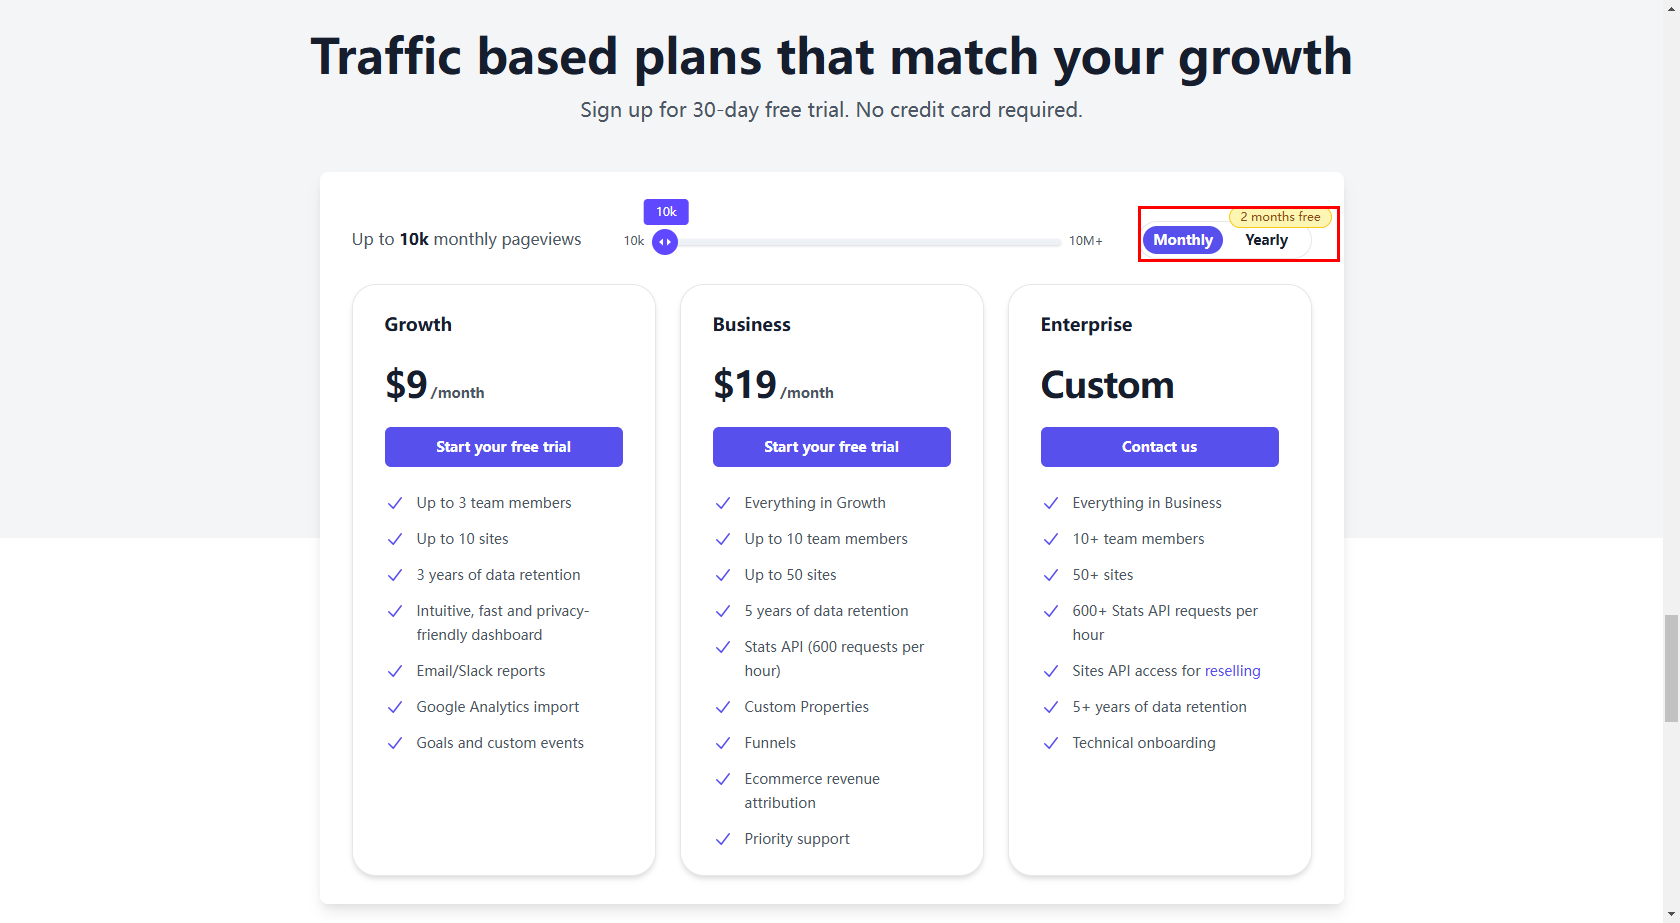 Traffic based plans that match your growth
Sign up for 30-day free trial. No credit card required.
10k
2 months free
Up to 10k monthly pageviews
10k
10M+
Monthly
Yearly
Growth
$9 /month
Start your free trial
Up to 3 team members
Up to 10 sites
3 years of data retention
Intuitive, fast and privacy-
friendly dashboard
Email/Slack reports
Google Analytics import
Goals and custom events
Business
$19 /month
Start your free trial
Everything in Growth
Up to 10 team members
Up to 50 sites
5 years of data retention
Stats API (600 requests per
hour)
Custom Properties
Funnels
Ecommerce revenue
attribution
Priority support
Enterprise
Custom
Contact us
Everything in Business
10+ team members
50+ sites
600+ Stats API requests per
hour
Sites API access for reselling
5+ years of data retention
Technical onboarding